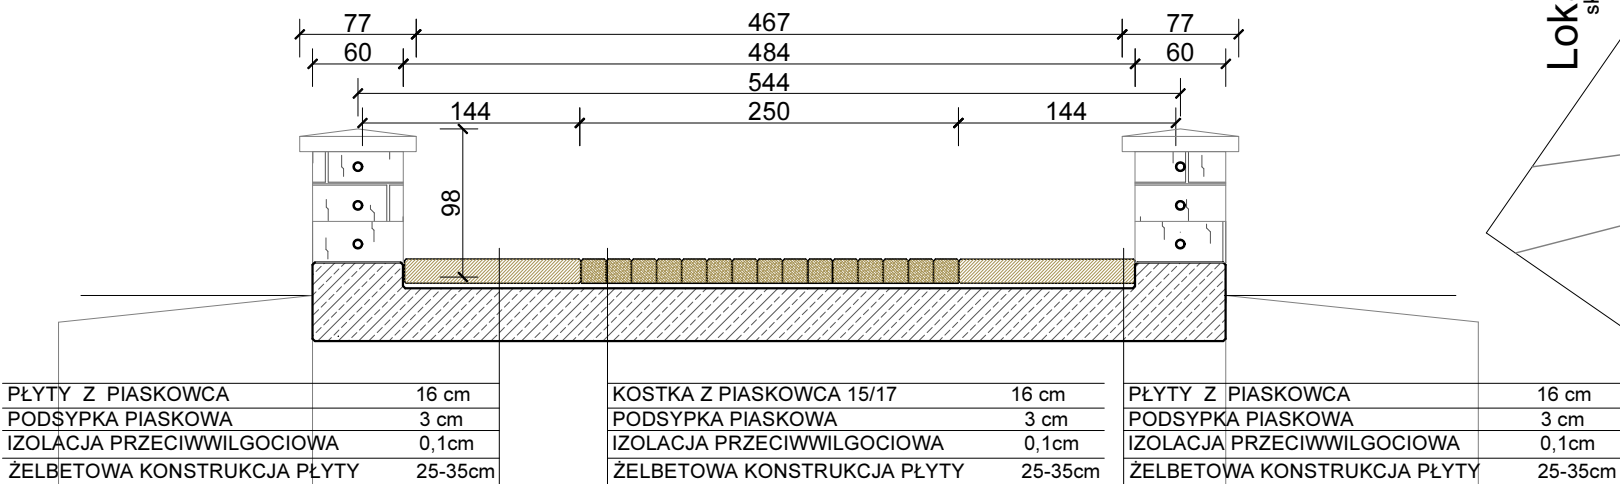 77 467 77
60 484 60
544
144 250 144
98
Lok
PŁYTY Z PIASKOWCA 16 cm
PODSYPKA PIASKOWA 3 cm
IZOLACJA PRZECIWWILGOCIOWA 0,1cm
ŻELBETOWA KONSTRUKCJA PŁYTY 25-35cm
KOSTKA Z PIASKOWCA 15/17 16 cm
PODSYPKA PIASKOWA 3 cm
IZOLACJA PRZECIWWILGOCIOWA 0,1cm
ŻELBETOWA KONSTRUKCJA PŁYTY 25-35cm
PŁYTY Z PIASKOWCA 16 cm
PODSYPKA PIASKOWA 3 cm
IZOLACJA PRZECIWWILGOCIOWA 0,1cm
ŻELBETOWA KONSTRUKCJA PŁYTY 25-35cm